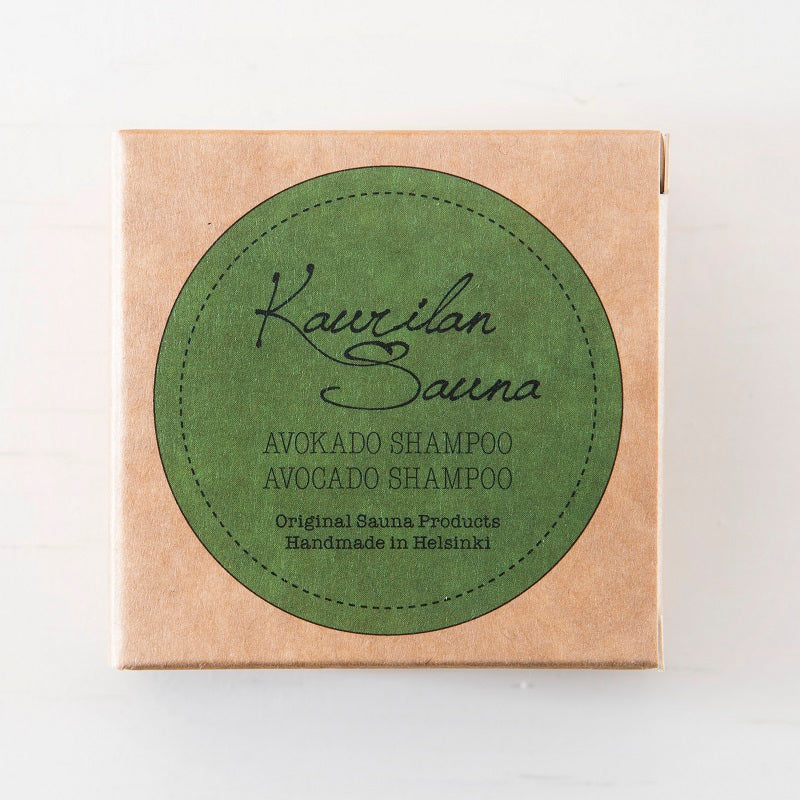 Kaurilan
Sauna
AVOKADO SHAMPOO
AVOCADO SHAMPOO
Original Sauna Products
Handmade in Helsinki